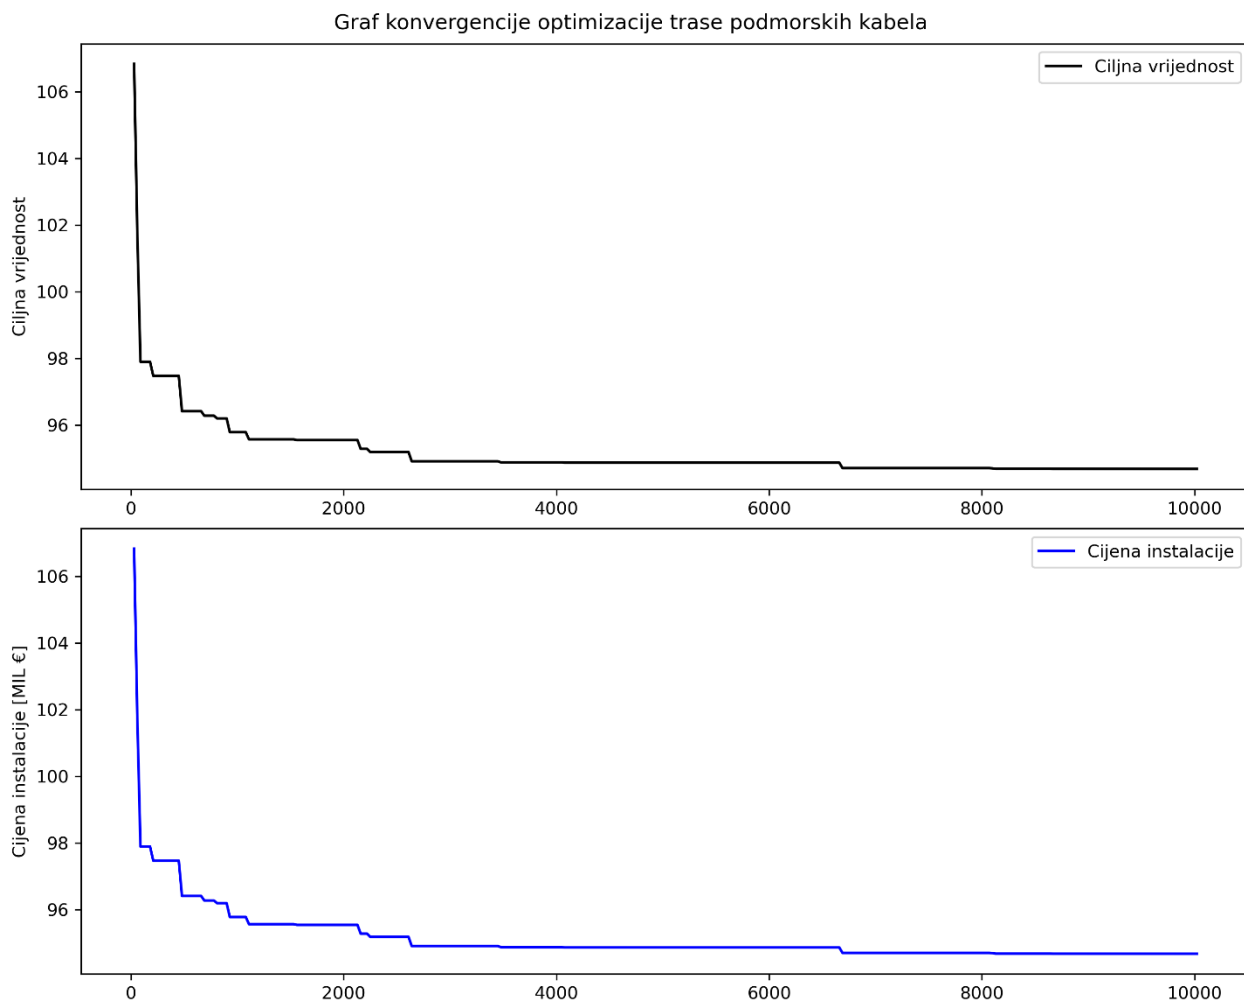 Graf konvergencije optimizacije trase podmorskih kabela
Ciljna vrijednost
Ciljna vrijednost
106
104
102
100
98
96
0 2000 4000 6000 8000 10000
Cijena instalacije
Cijena instalacije [MIL €]
106
104
102
100
98
96
0 2000 4000 6000 8000 10000